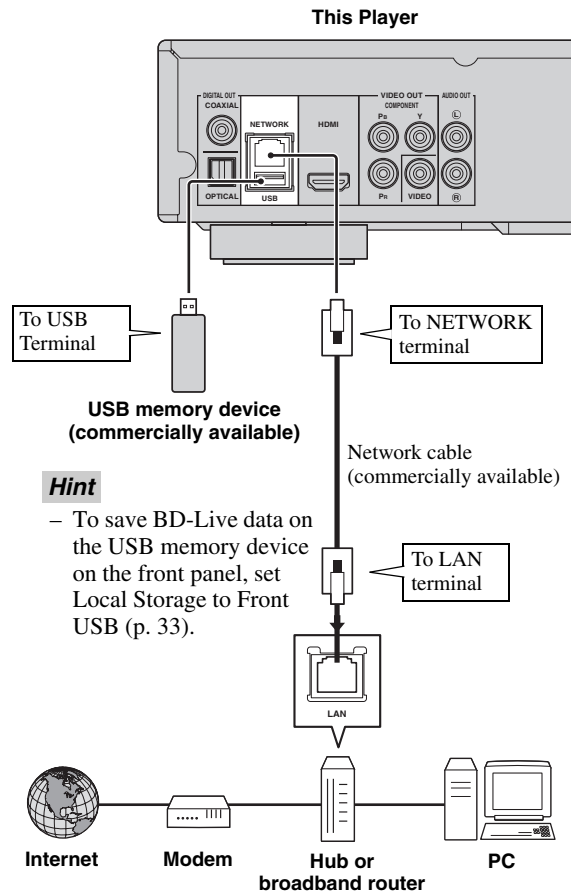 This Player
DIGITAL OUT
COAXIAL
OPTICAL
NETWORK
USB
HDMI
VIDEO OUT
COMPONENT
PB
Y
PR
VIDEO
AUDIO OUT
L
R
To USB
Terminal
To NETWORK
terminal
USB memory device
(commercially available)
Network cable
(commercially available)
Hint
– To save BD-Live data on
the USB memory device
on the front panel, set
Local Storage to Front
USB (p. 33).
To LAN
terminal
LAN
Internet
Modem
Hub or
broadband router
PC